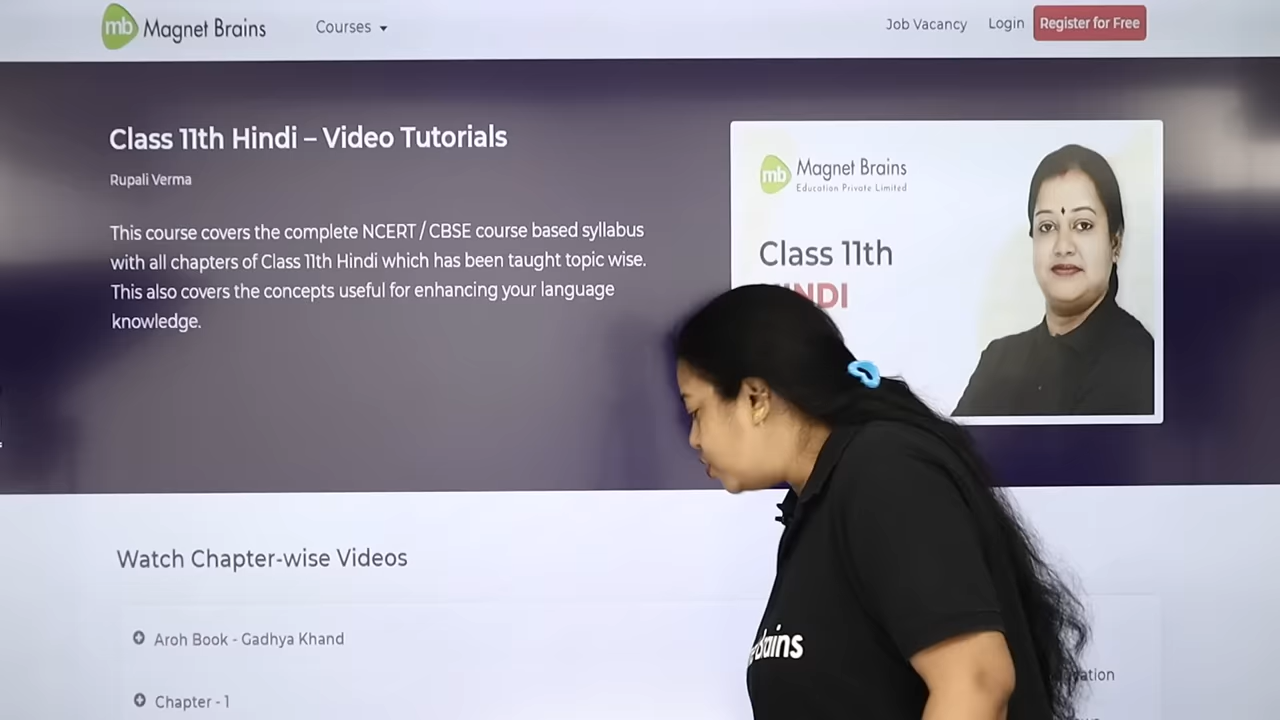 mb Magnet Brains
Courses
Job Vacancy
Login
Register for Free
Class 11th Hindi – Video Tutorials
Rupali Verma
This course covers the complete NCERT / CBSE course based syllabus
with all chapters of Class 11th Hindi which has been taught topic wise.
This also covers the concepts useful for enhancing your language
knowledge.
mb Magnet Brains
Education Private Limited
Class 11th
Watch Chapter-wise Videos
Aroh Book - Gadhya Khand
Chapter - 1